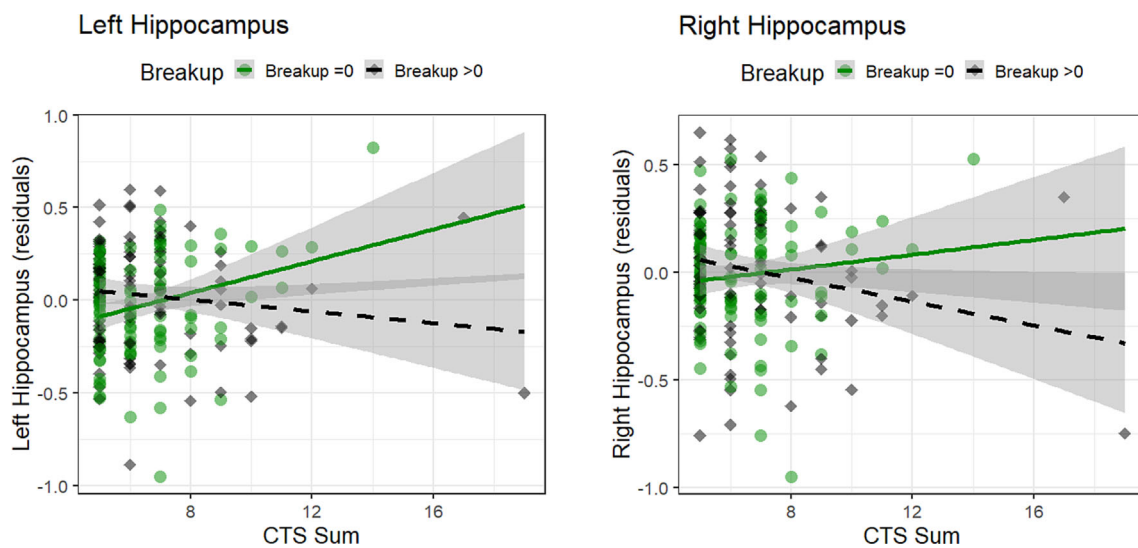 Left Hippocampus
Breakup Breakup =0 Breakup >0
1.0
0.5
0.0
-0.5
-1.0
Left Hippocampus (residuals)
8 12 16
CTS Sum
Right Hippocampus
Breakup Breakup =0 Breakup >0
0.5
0.0
-0.5
-1.0
Right Hippocampus (residuals)
8 12 16
CTS Sum